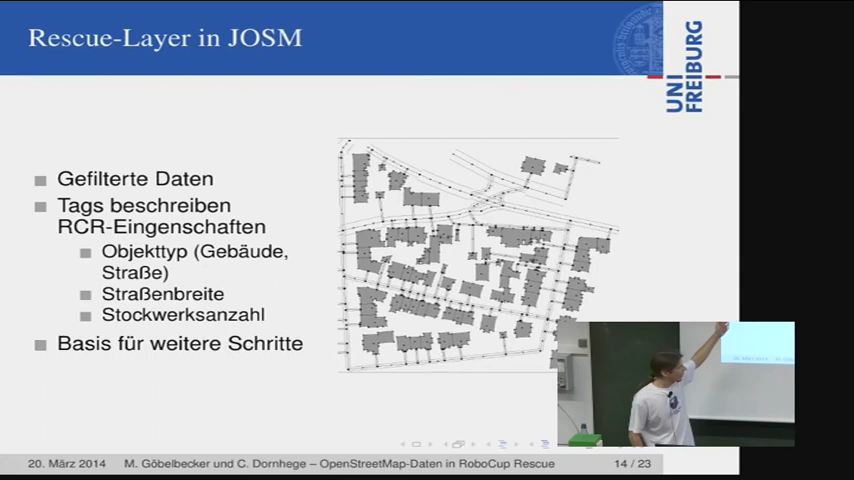 Rescue-Layer in JOSM
UNI
FREIBURG
Gefilterte Daten
Tags beschreiben
RCR-Eingenschaften
Objekttyp (Gebäude,
Straße)
Straßenbreite
Stockwerksanzahl
Basis für weitere Schritte
20. März 2014
M. Göbelbecker und C. Dornhege – OpenStreetMap-Daten in RoboCup Rescue
14 / 23